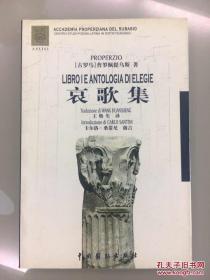 ACCADEMIA PROPERZIANA DEL SUBASIO
PROPERZIO
[古罗马]普罗佩提乌斯 著
LIBRO I E ANTOLOGIA DI ELEGIE
哀歌集
Traduzione di WANG HUANSHENG
王焕生 译
Introduzione di CARLO SANTINI
卡尔洛·桑蒂尼 前言